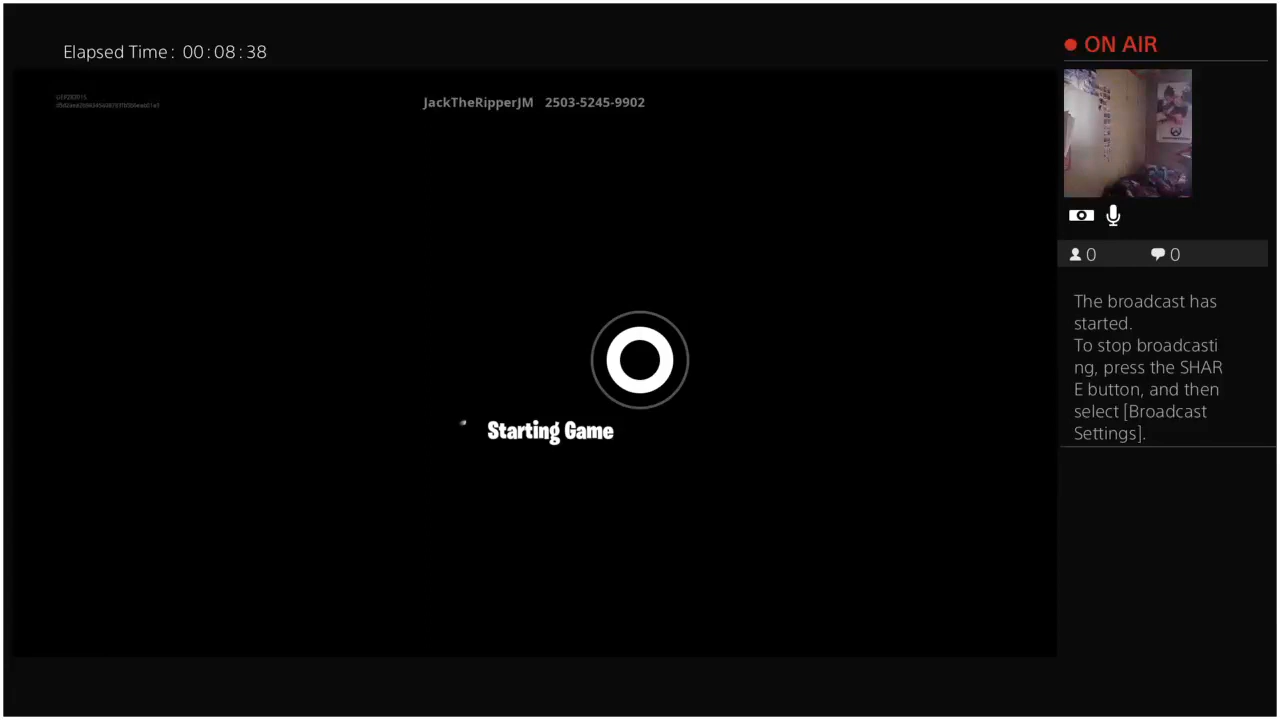 Elapsed Time: 00:08:38
ON AIR
JackTheRipperJM 2503-5245-9902
0 0
The broadcast has
started.
To stop broadcasti
ng, press the SHAR
E button, and then
select [Broadcast
Settings].
Starting Game